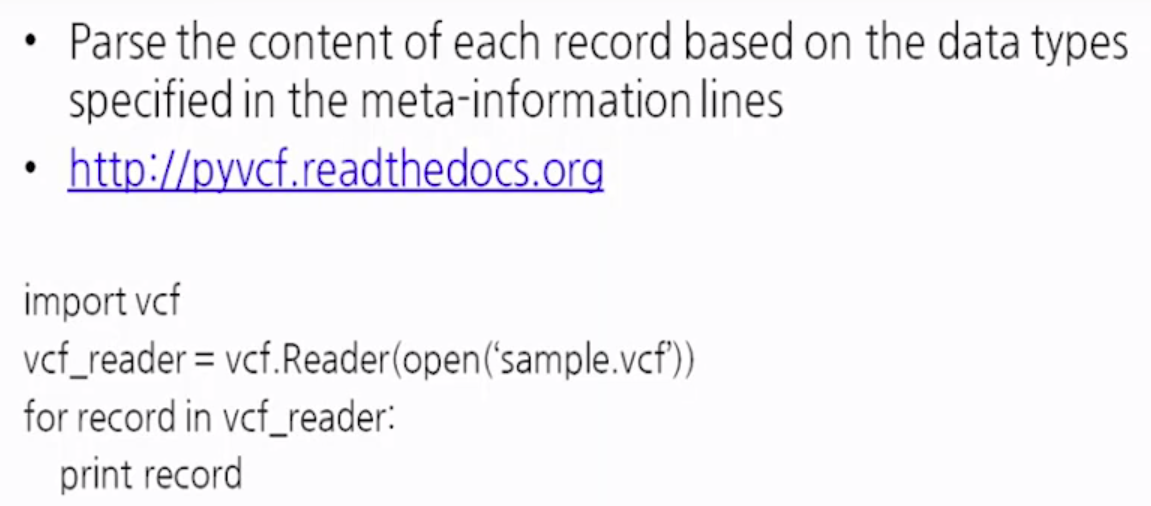 • Parse the content of each record based on the data types
specified in the meta-information lines
• http://pyvcf.readthedocs.org
import vcf
vcf_reader = vcf.Reader(open(‘sample.vcf’))
for record in vcf_reader:
print record